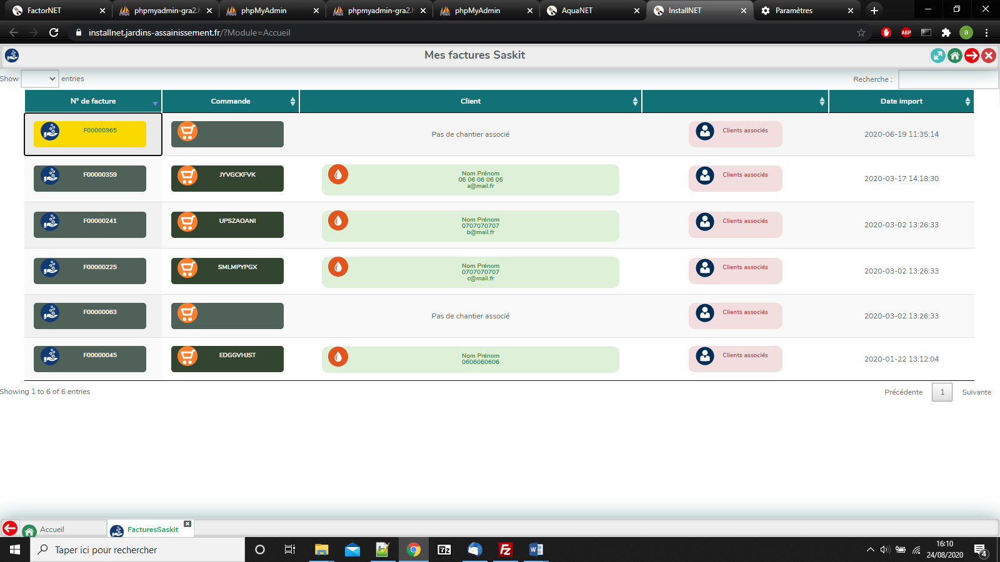 FactorNET
phpmyadmin-gra2.h
phpMyAdmin
phpmyadmin-gra2.h
phpMyAdmin
AquaNET
InstallNET
Paramètres
installnet.jardins-assainissement.fr/?Module=Accueil
ABP
a
Mes factures Saskit
Show entries
Recherche :
N° de facture Commande Client Date import
F00000965 Pas de chantier associé Clients associés 2020-06-19 11:35:14
F00000359 JYVGCKFVK Nom Prénom Clients associés 2020-03-17 14:18:30
06 06 06 06 06
a@mail.fr
F00000241 UPSZAOANI Nom Prénom Clients associés 2020-03-02 13:26:33
0707070707
b@mail.fr
F00000225 SMLMPYPGX Nom Prénom Clients associés 2020-03-02 13:26:33
0707070707
c@mail.fr
F00000063 Pas de chantier associé Clients associés 2020-03-02 13:26:33
F00000045 EDGGVHJST Nom Prénom Clients associés 2020-01-22 13:12:04
0606060606
Showing 1 to 6 of 6 entries
Précédente 1 Suivante
Accueil
FacturesSaskit
Taper ici pour rechercher
7z
Fz
W
16:10
24/08/2020
4